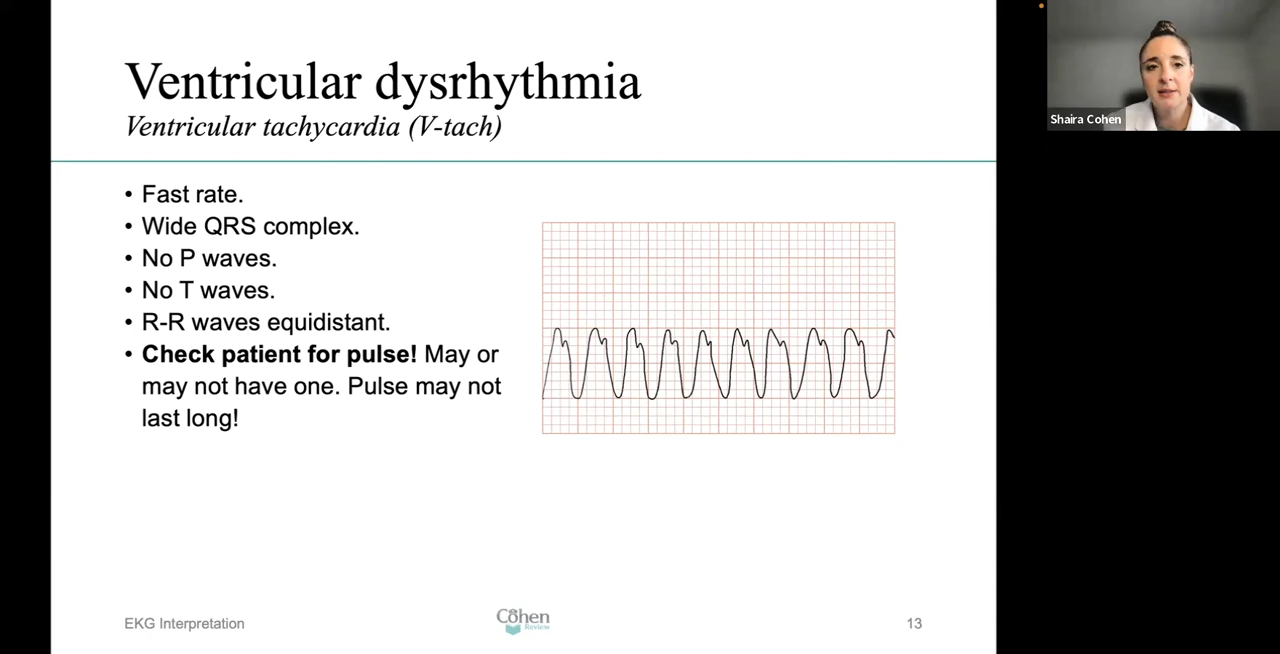 Ventricular dysrhythmia
Ventricular tachycardia (V-tach)
• Fast rate.
• Wide QRS complex.
• No P waves.
• No T waves.
• R-R waves equidistant.
• Check patient for pulse! May or
may not have one. Pulse may not
last long!
EKG Interpretation
Cohen
Review
13
Shaira Cohen